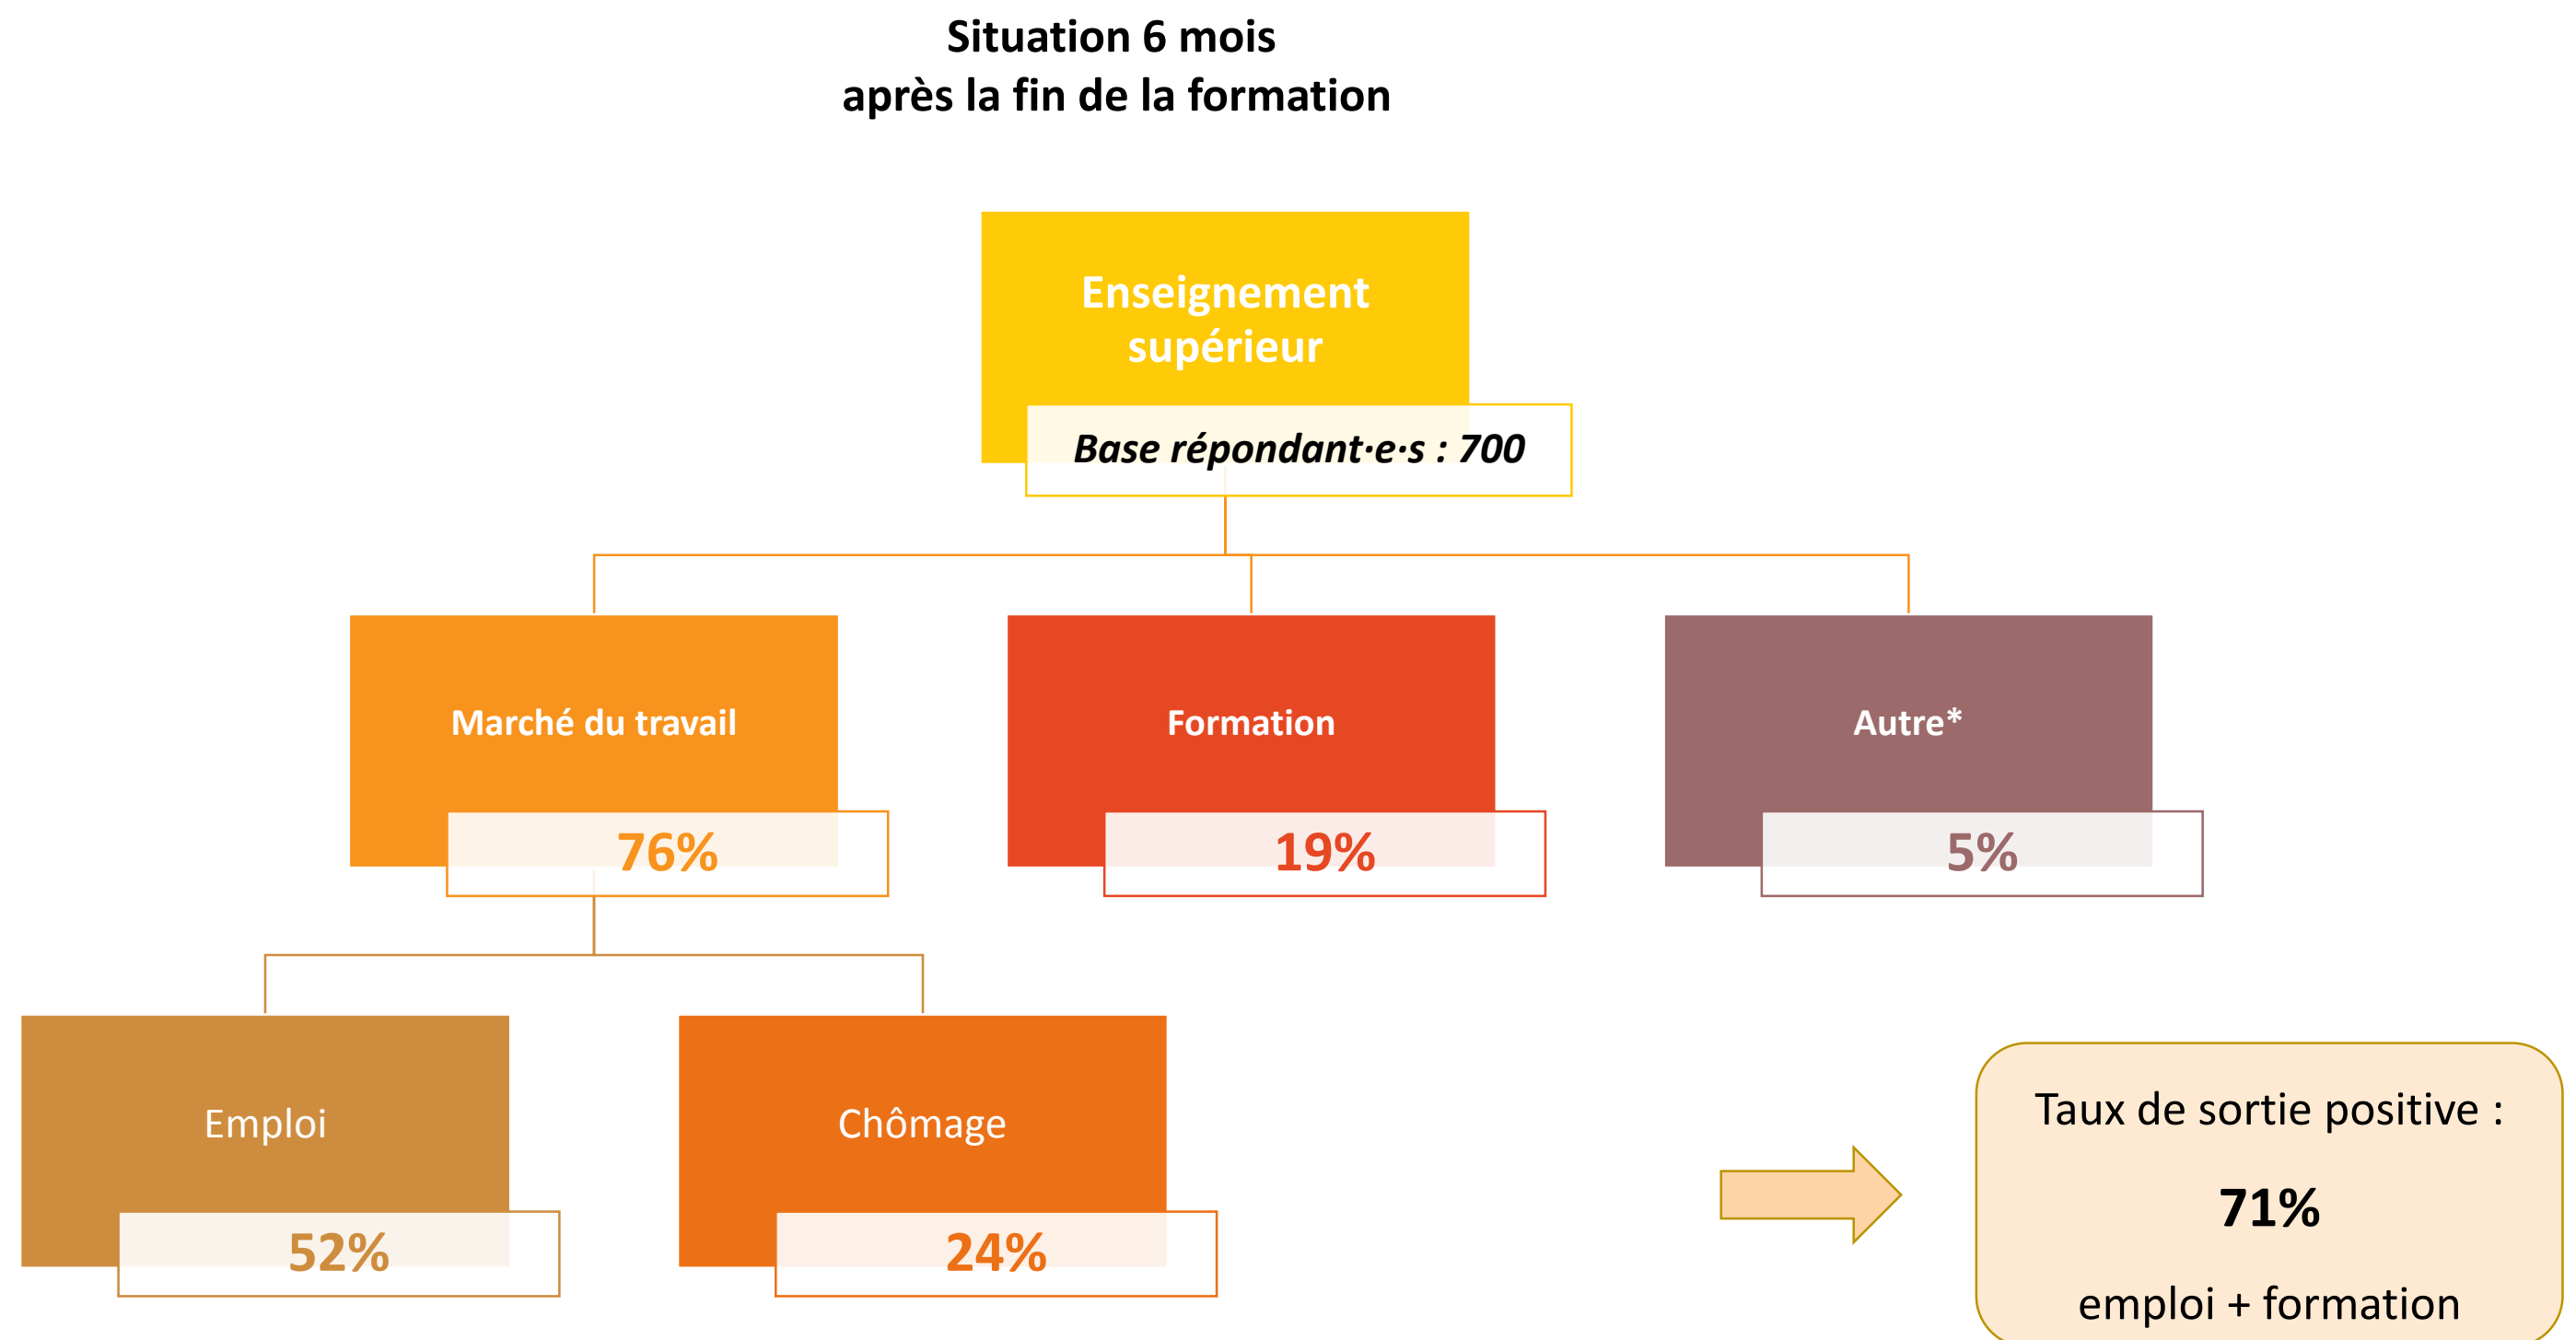 Situation 6 mois
après la fin de la formation
Enseignement
supérieur
Base répondant·e·s : 700
Marché du travail
Formation
Autre*
76%
19%
5%
Emploi
Chômage
52%
24%
Taux de sortie positive :
71%
emploi + formation